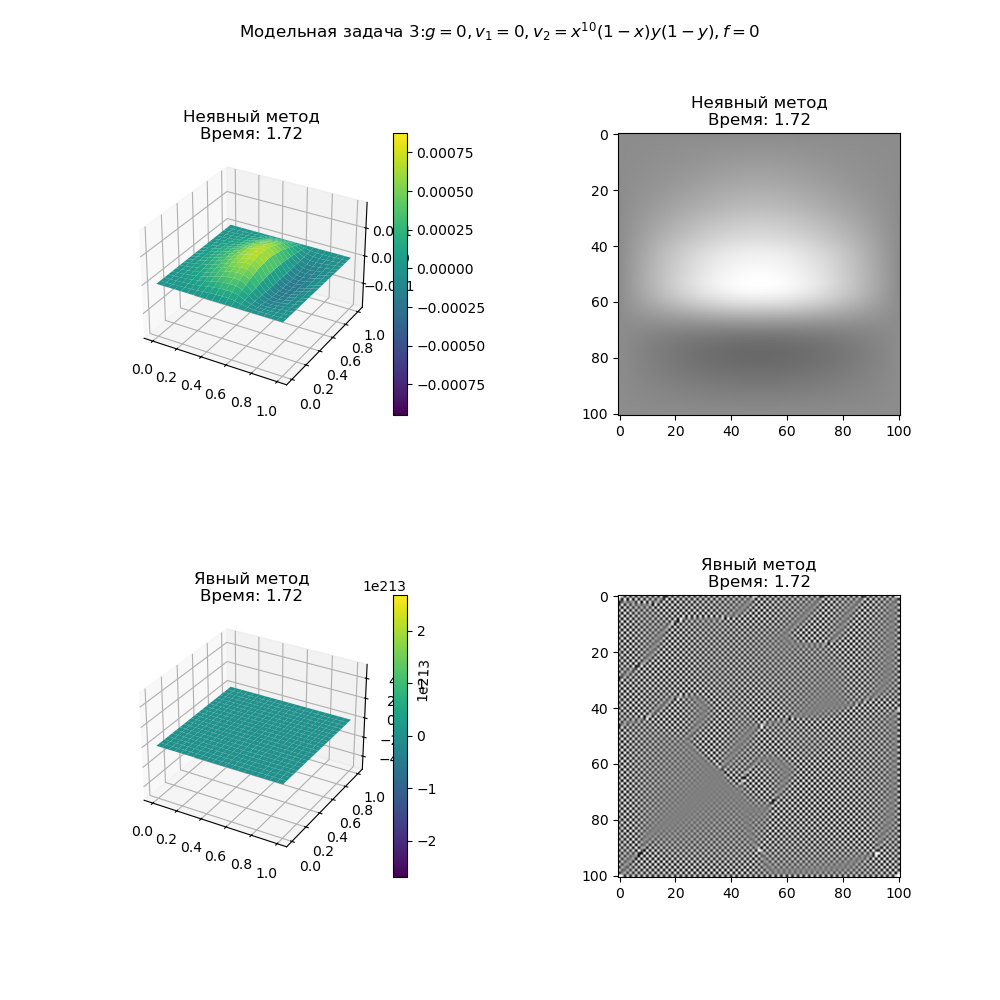 Модельная задача 3:g = 0, v₁ = 0, v₂ = x¹⁰(1 − x)y(1 − y), f = 0
Неявный метод
Время: 1.72
0.00075
0.00050
0.00025
0.00000
−0.00025
−0.00050
−0.00075
0.0 0.2 0.4 0.6 0.8 1.0
0.0 0.2 0.4 0.6 0.8 1.0
Неявный метод
Время: 1.72
0
20
40
60
80
100
0 20 40 60 80 100
Явный метод
Время: 1.72
1e213
2
1e213
0
−1
−2
0.0 0.2 0.4 0.6 0.8 1.0
0.0 0.2 0.4 0.6 0.8 1.0
Явный метод
Время: 1.72
0
20
40
60
80
100
0 20 40 60 80 100